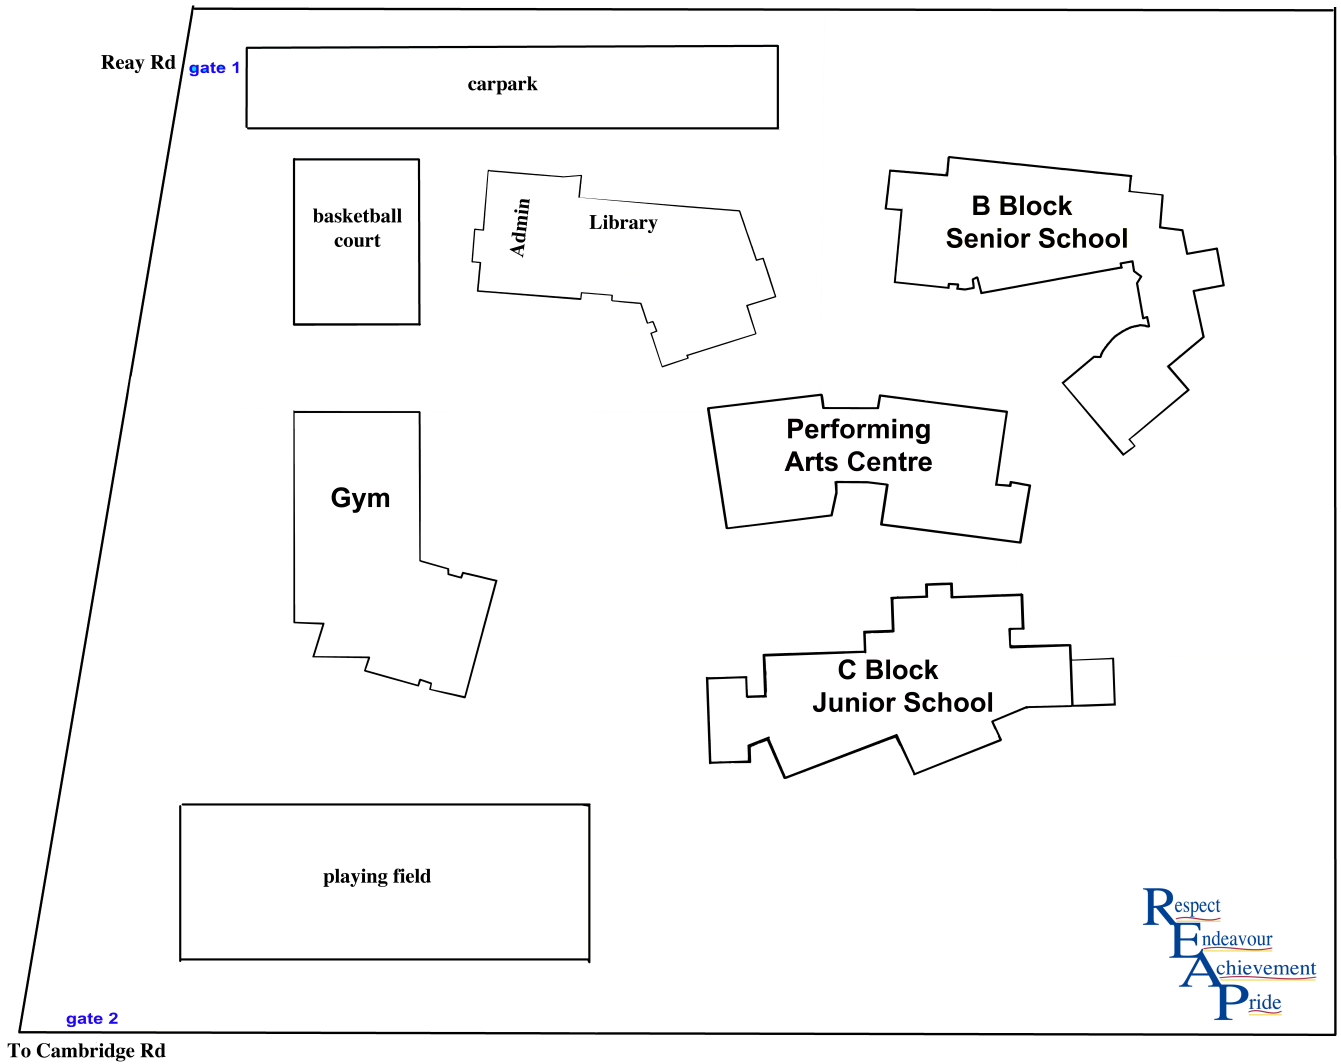 Reay Rd
gate 1
carpark
basketball
court
Admin
Library
B Block
Senior School
Performing
Arts Centre
Gym
C Block
Junior School
playing field
Respect
Endeavour
Achievement
Pride
gate 2
To Cambridge Rd